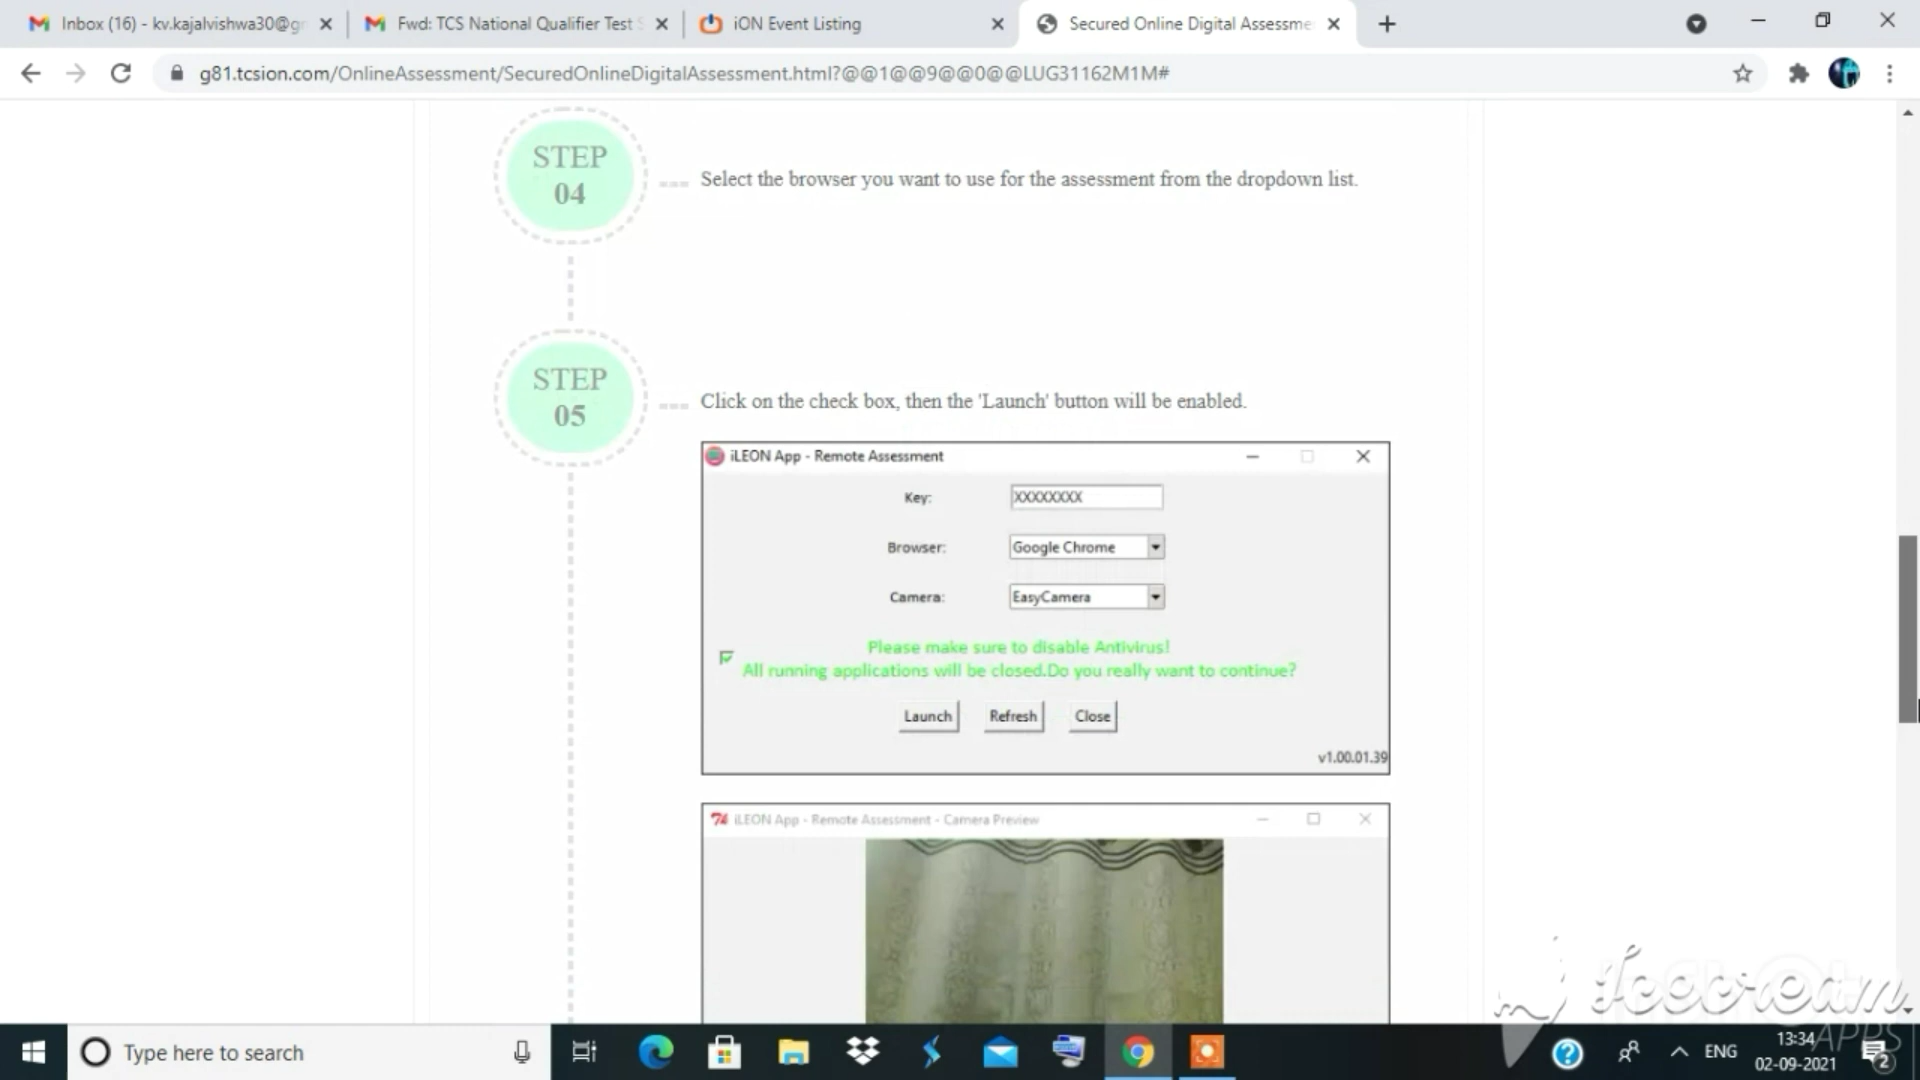 Inbox (16) - kv.kajalvishwa30@g
Fwd: TCS National Qualifier Test S
iON Event Listing
Secured Online Digital Assessme
g81.tcsion.com/OnlineAssessment/SecuredOnlineDigitalAssessment.html?@@1@@9@@0@@LUG31162M1M#
STEP
04
Select the browser you want to use for the assessment from the dropdown list.
STEP
05
Click on the check box, then the 'Launch' button will be enabled.
iLEON App - Remote Assessment
Key:
XXXXXXXX
Browser:
Google Chrome
Camera:
EasyCamera
Please make sure to disable Antivirus!
All running applications will be closed.Do you really want to continue?
Launch
Refresh
Close
v1.00.01.39
iLEON App - Remote Assessment - Camera Preview
Icecream
APPS
Type here to search
ENG
13:34
02-09-2021
2